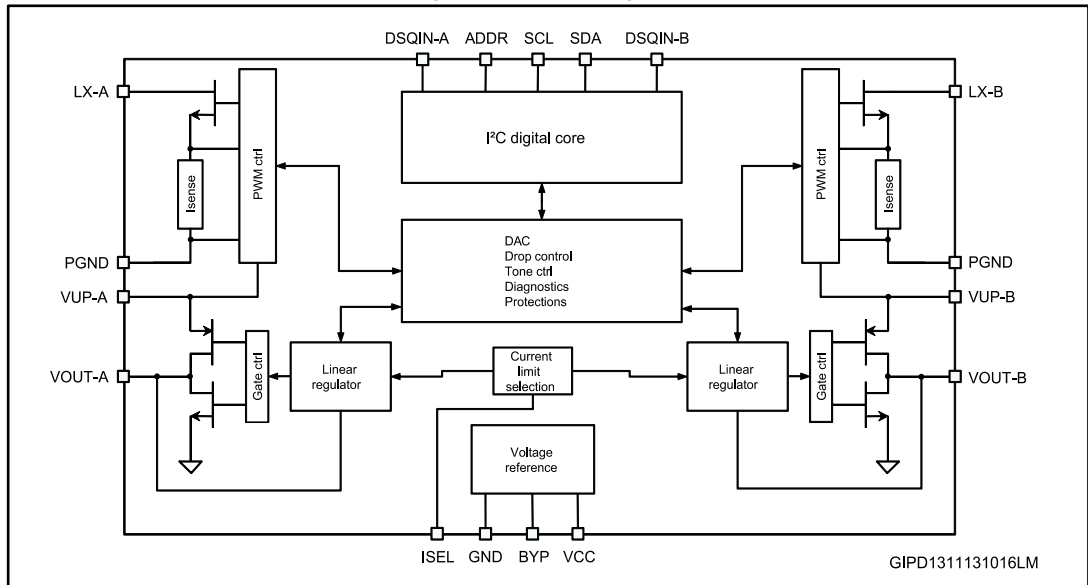 DSQIN-A ADDR SCL SDA DSQIN-B
LX-A
LX-B
I²C digital core
PWM ctrl
PWM ctrl
Isense
Isense
DAC
Drop control
Tone ctrl
Diagnostics
Protections
PGND
PGND
VUP-A
VUP-B
Gate ctrl
Linear
regulator
Current
limit
selection
Linear
regulator
Gate ctrl
VOUT-A
VOUT-B
Voltage
reference
ISEL GND BYP VCC
GIPD1311131016LM